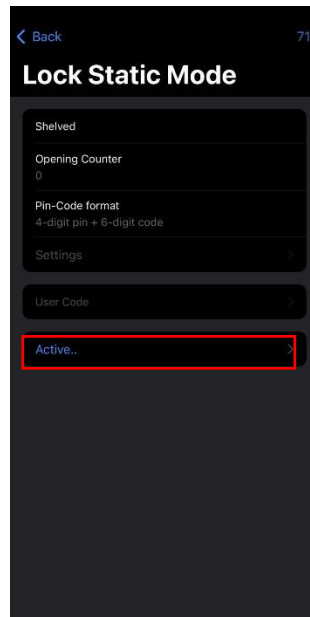 Back
71
Lock Static Mode
Shelved
Opening Counter
0
Pin-Code format
4-digit pin + 6-digit code
Settings
User Code
Active..